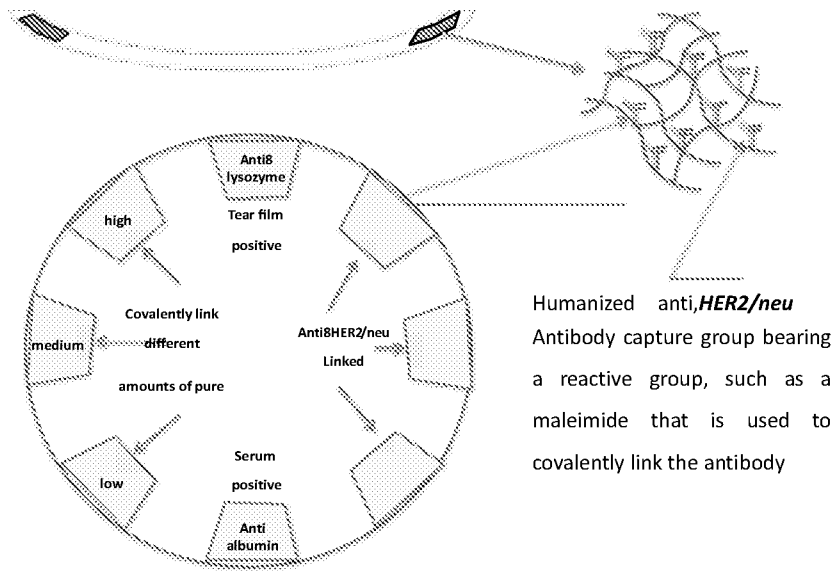 Anti8
lysozyme
Tear film
positive
high
medium
low
Covalently link
different
amounts of pure
Anti8HER2/neu
Linked
Serum
positive
Anti
albumin
Humanized anti,HER2/neu
Antibody capture group bearing
a reactive group, such as a
maleimide that is used to
covalently link the antibody